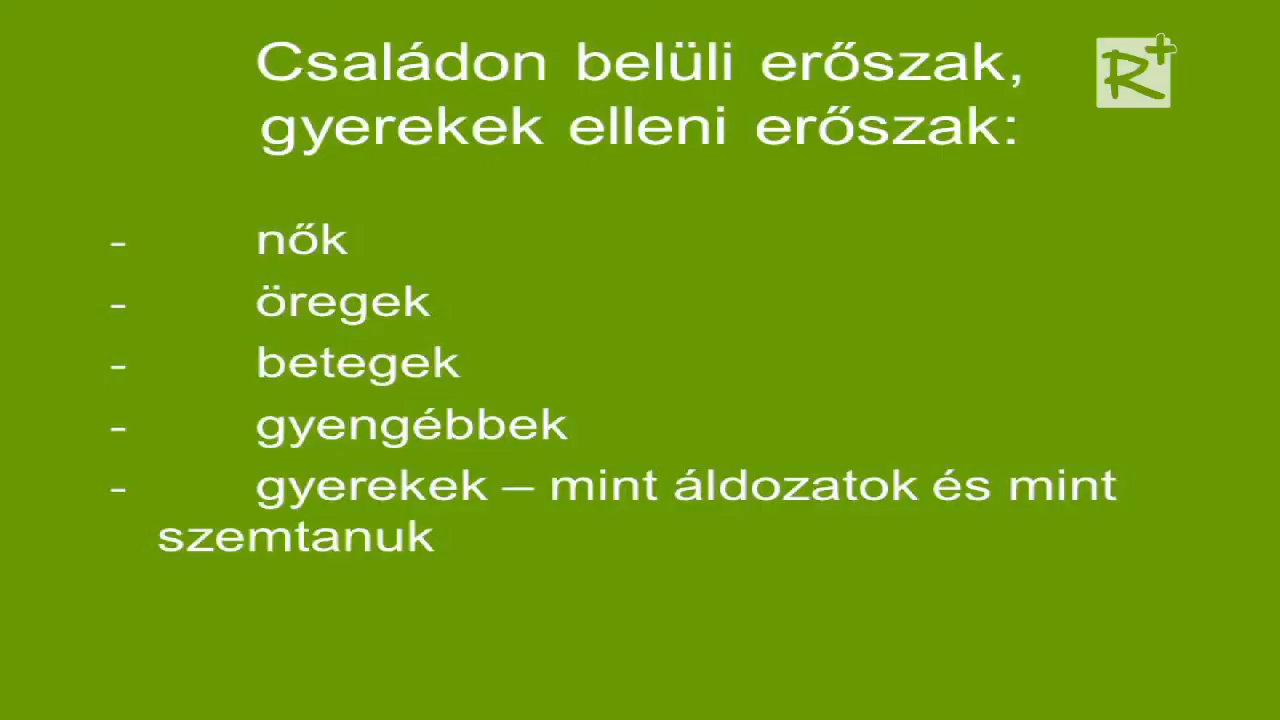 Családon belüli erőszak,
gyerekek elleni erőszak:
R+
- nők
- öregek
- betegek
- gyengébbek
- gyerekek – mint áldozatok és mint
szemtanuk